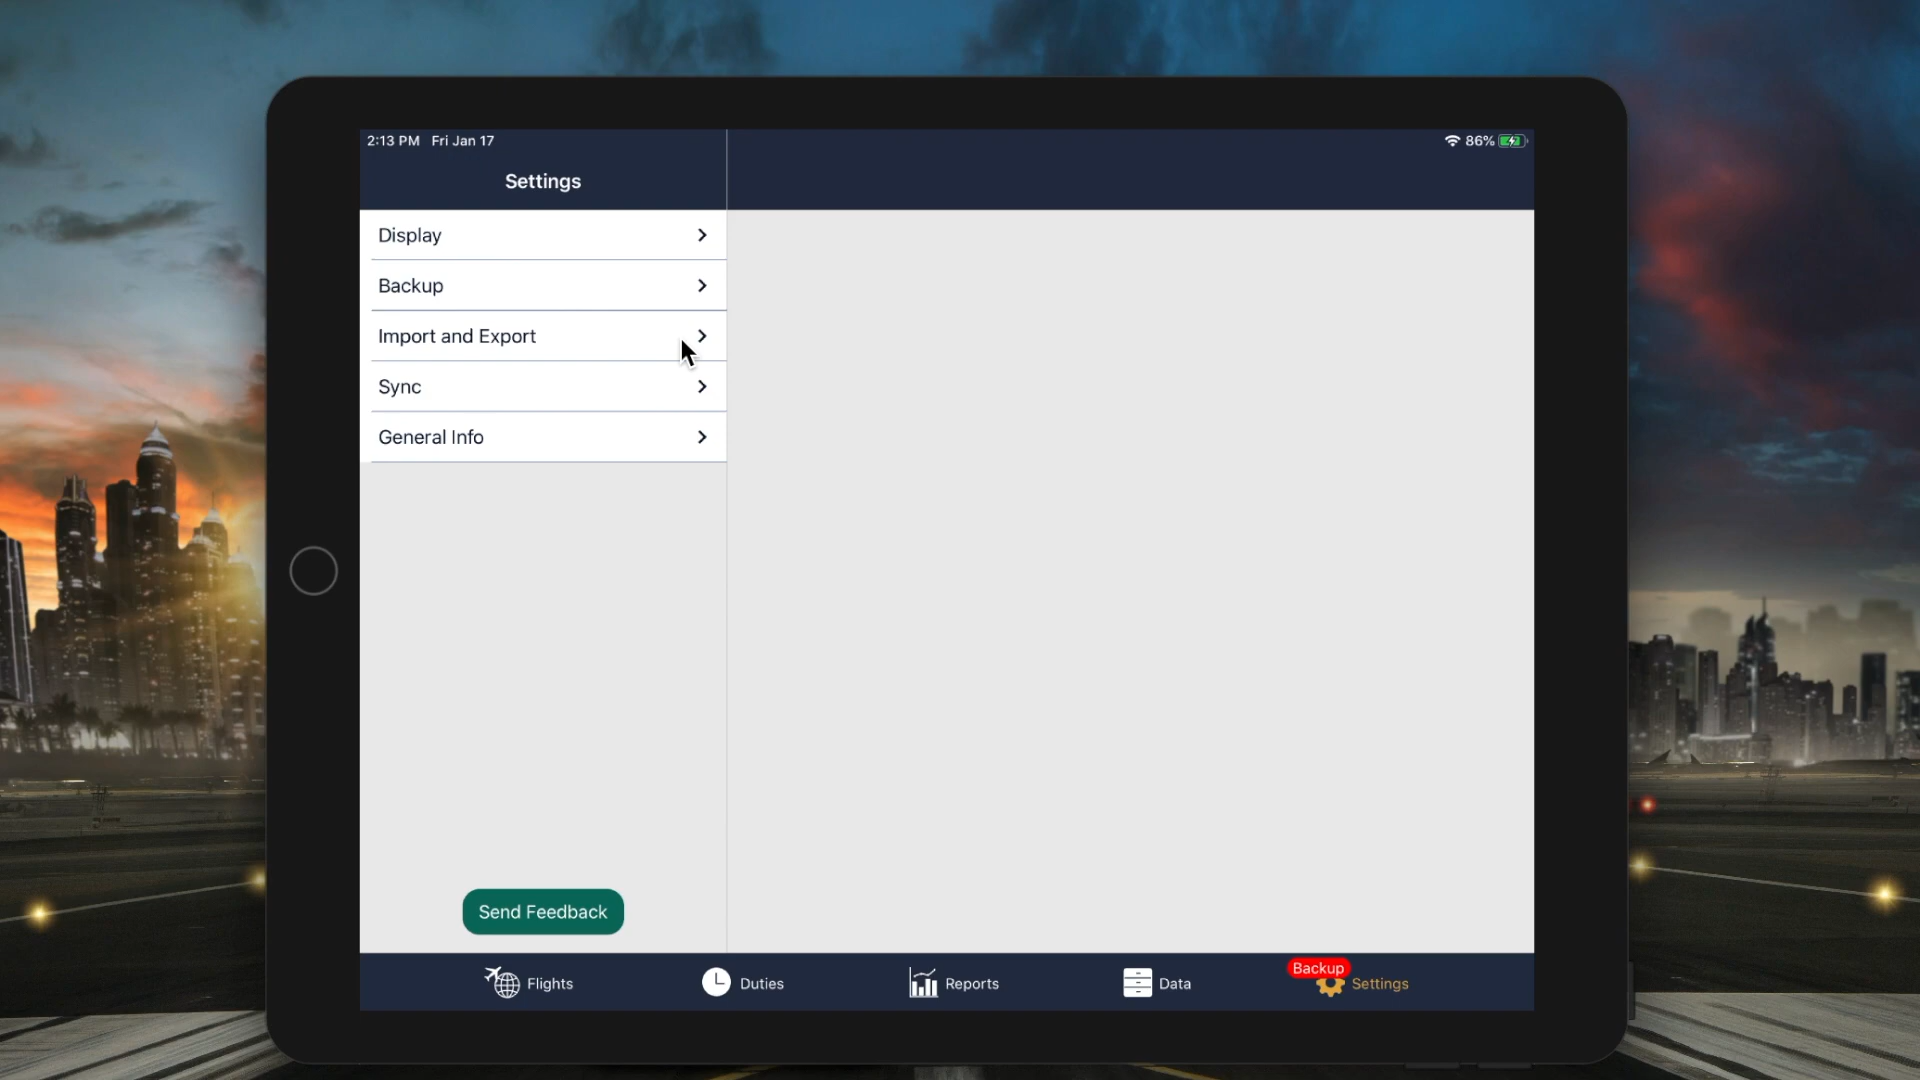 2:13 PM Fri Jan 17
86%
Settings
Display
Backup
Import and Export
Sync
General Info
Send Feedback
Flights
Duties
Reports
Data
Backup
Settings